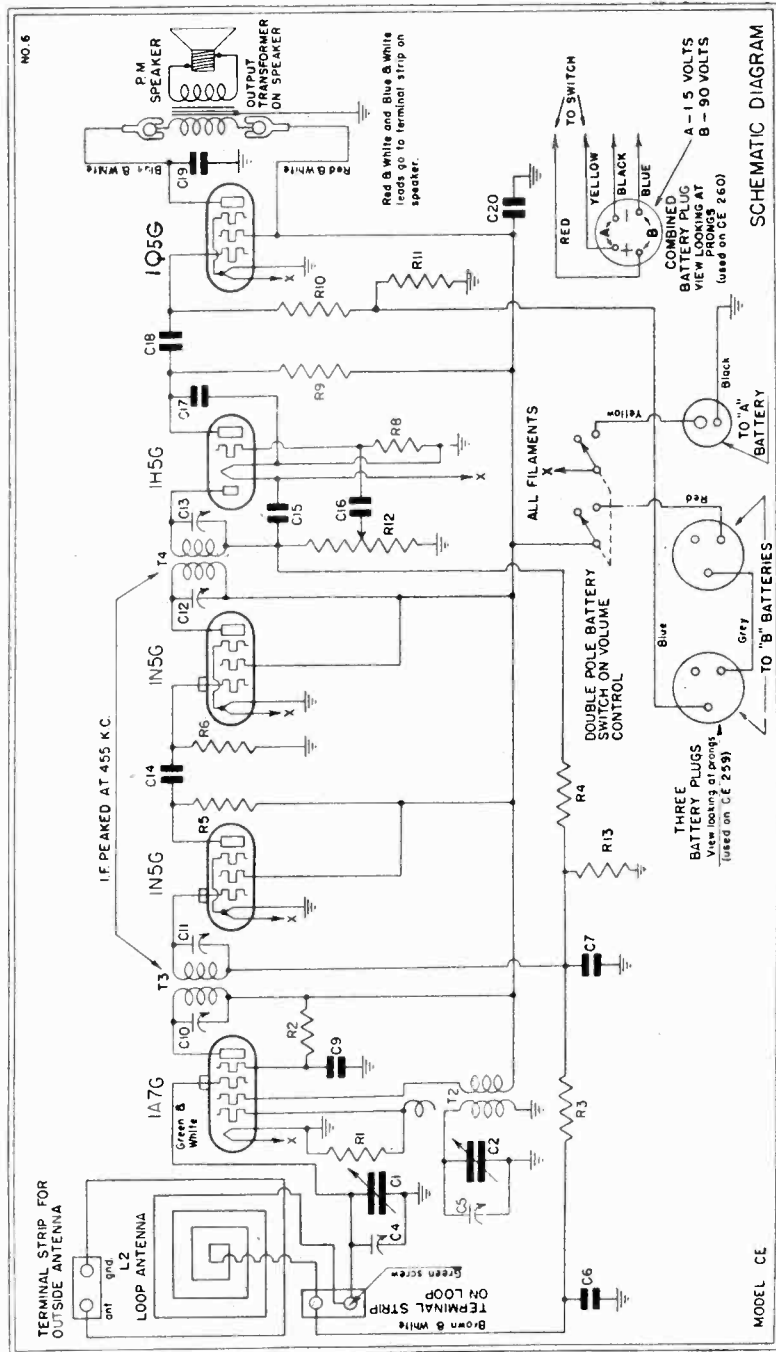 NO. 6
TERMINAL STRIP FOR
OUTSIDE ANTENNA
ant
gnd.
L2
LOOP ANTENNA
TERMINAL STRIP
ON LOOP
Green screw
Brown & White
Green &
White
1A7G
I.F. PEAKED AT 455 K.C.
T3
C10
C11
1N5G
C14
1N5G
C12
T4
C13
1H5G
C17
C18
1Q5G
C19
Blue & White
Red & White
P.M.
SPEAKER
OUTPUT
TRANSFORMER
ON SPEAKER
Red & White and Blue & White
leads go to terminal strip on
speaker.
X
R1
R2
C9
C1
C4
T2
C2
C5
R3
C6
C7
R13
R4
R5
R6
X
X
C15
C16
R12
R8
X
R9
R10
R11
X
C20
ALL FILAMENTS
X
DOUBLE POLE BATTERY
SWITCH ON VOLUME
CONTROL
Yellow
Black
TO "A"
BATTERY
Red
Blue
Grey
TO "B" BATTERIES
THREE
BATTERY PLUGS
View looking at prongs
(used on CE 259)
TO SWITCH
RED
YELLOW
BLACK
BLUE
A
B
+
−
COMBINED
BATTERY PLUG
VIEW LOOKING AT
PRONGS
(used on CE 260)
A - 1.5 VOLTS
B - 90 VOLTS
MODEL CE
SCHEMATIC DIAGRAM